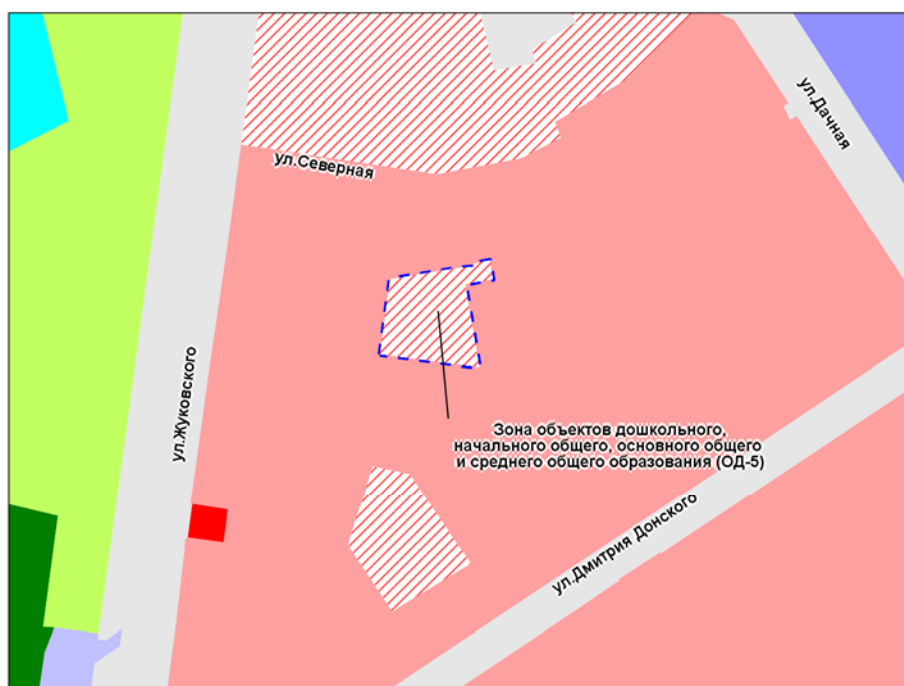 ул.Дачная
ул.Северная
ул.Жуковского
Зона объектов дошкольного,
начального общего, основного общего
и среднего общего образования (ОД-5)
ул.Дмитрия Донского